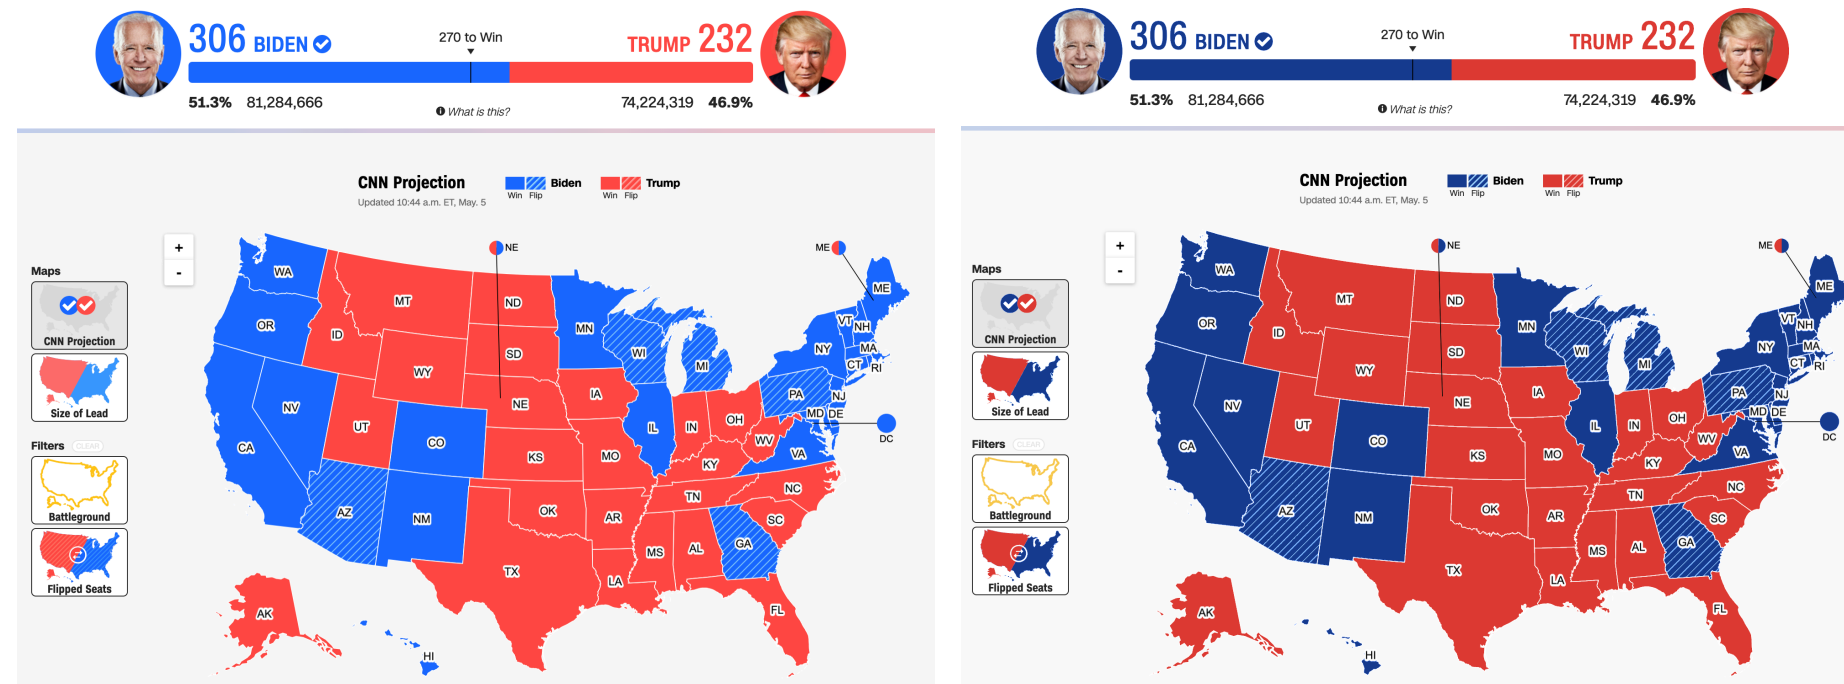 306 BIDEN
270 to Win
TRUMP 232
51.3% 81,284,666
What is this?
74,224,319 46.9%
CNN Projection
Updated 10:44 a.m. ET, May. 5
Biden
Win Flip
Trump
Win Flip
+
-
Maps
CNN Projection
Size of Lead
Filters
CLEAR
Battleground
Flipped Seats
NE
ME
WA
MT
ND
ME
OR
ID
MN
VT
NH
SD
WI
NY
MA
WY
MI
CT
RI
NV
IA
NE
PA
NJ
UT
OH
MD
DE
CO
IL
IN
DC
CA
WV
KS
MO
KY
VA
AZ
NM
OK
AR
TN
NC
SC
MS
AL
GA
TX
LA
FL
AK
HI
306 BIDEN
270 to Win
TRUMP 232
51.3% 81,284,666
What is this?
74,224,319 46.9%
CNN Projection
Updated 10:44 a.m. ET, May. 5
Biden
Win Flip
Trump
Win Flip
+
-
Maps
CNN Projection
Size of Lead
Filters
CLEAR
Battleground
Flipped Seats
NE
ME
WA
MT
ND
ME
OR
ID
MN
VT
NH
SD
WI
NY
MA
WY
MI
CT
RI
NV
IA
NE
PA
NJ
UT
OH
MD
DE
CO
IL
IN
DC
CA
WV
KS
MO
KY
VA
AZ
NM
OK
AR
TN
NC
SC
MS
AL
GA
TX
LA
FL
AK
HI